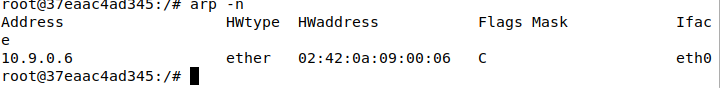 root@37eaac4ad345:/# arp -n
Address                  HWtype  HWaddress           Flags Mask            Ifac
e
10.9.0.6                 ether   02:42:0a:09:00:06   C                     eth0
root@37eaac4ad345:/#